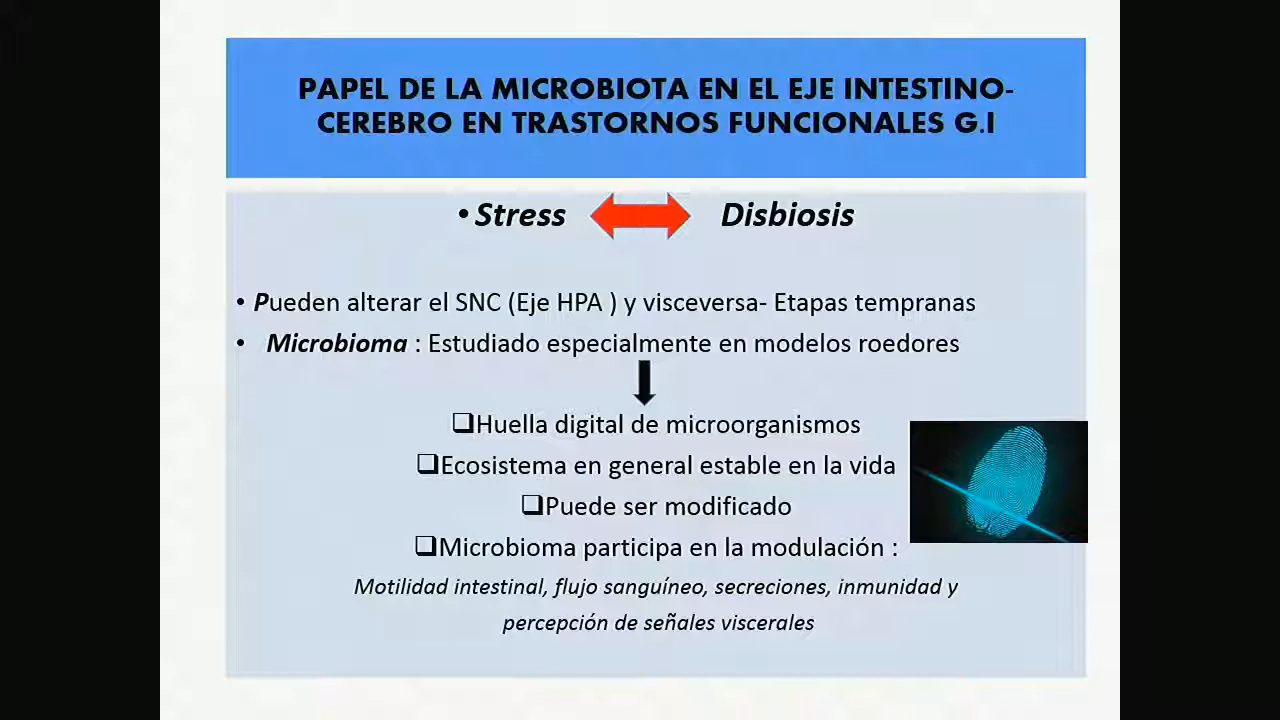 PAPEL DE LA MICROBIOTA EN EL EJE INTESTINO-
CEREBRO EN TRASTORNOS FUNCIONALES G.I
• Stress Disbiosis
• Pueden alterar el SNC (Eje HPA ) y visceversa- Etapas tempranas
• Microbioma : Estudiado especialmente en modelos roedores
❑Huella digital de microorganismos
❑Ecosistema en general estable en la vida
❑Puede ser modificado
❑Microbioma participa en la modulación :
Motilidad intestinal, flujo sanguíneo, secreciones, inmunidad y
percepción de señales viscerales